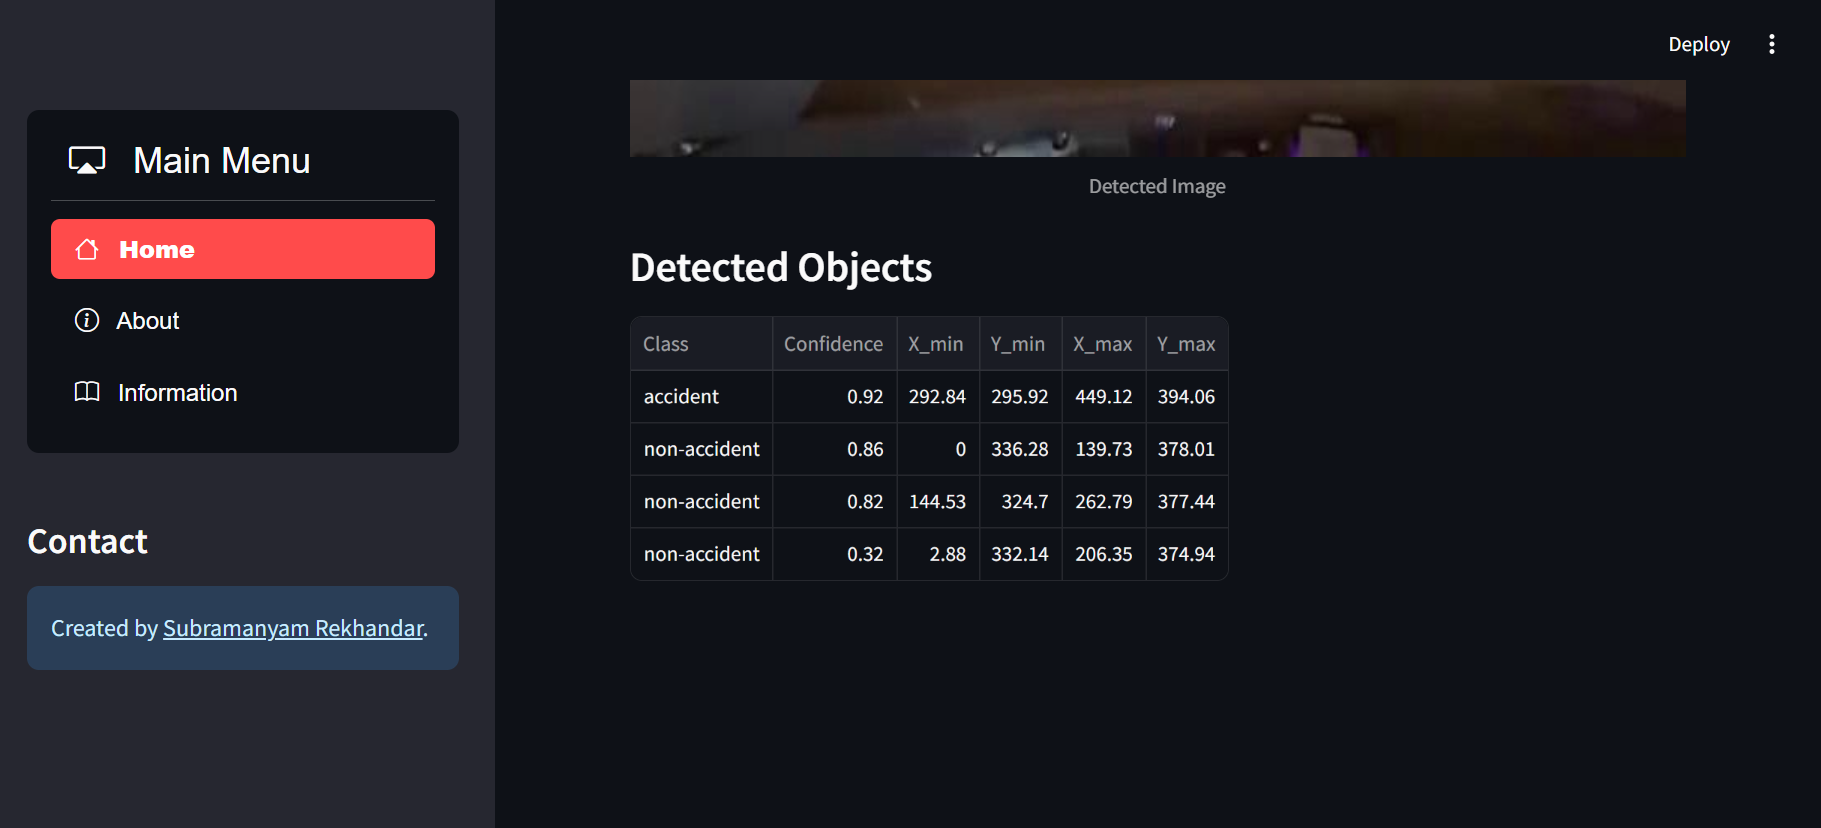 Deploy
Main Menu
Home
About
Information
Contact
Created by Subramanyam Rekhandar.
Detected Image
Detected Objects
Class Confidence X_min Y_min X_max Y_max
accident 0.92 292.84 295.92 449.12 394.06
non-accident 0.86 0 336.28 139.73 378.01
non-accident 0.82 144.53 324.7 262.79 377.44
non-accident 0.32 2.88 332.14 206.35 374.94